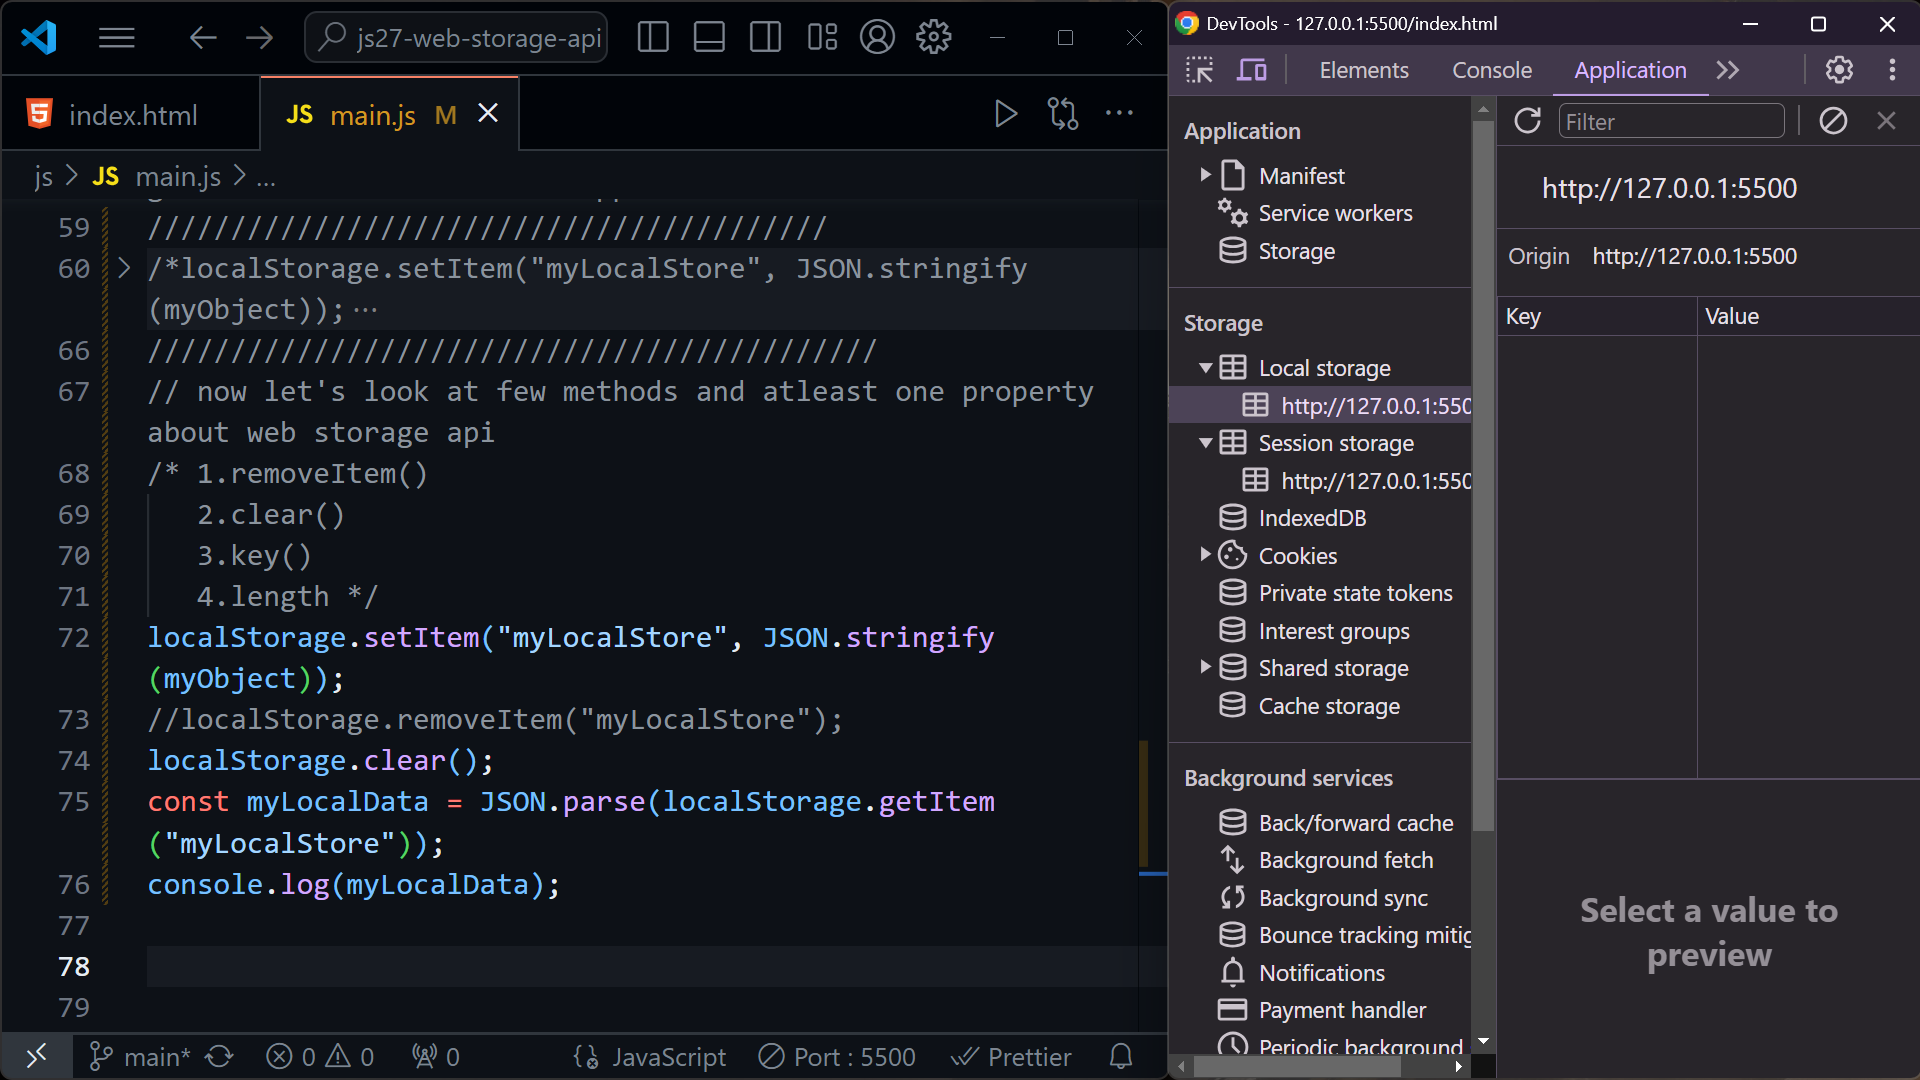 js27-web-storage-api
index.html
JS main.js M
js > JS main.js > ...
59 /////////////////////////////////////////
60 /*localStorage.setItem("myLocalStore", JSON.stringify
(myObject)); ...
66 ////////////////////////////////////////////
67 // now let's look at few methods and atleast one property
about web storage api
68 /* 1.removeItem()
69 2.clear()
70 3.key()
71 4.length */
72 localStorage.setItem("myLocalStore", JSON.stringify
(myObject));
73 //localStorage.removeItem("myLocalStore");
74 localStorage.clear();
75 const myLocalData = JSON.parse(localStorage.getItem
("myLocalStore"));
76 console.log(myLocalData);
77
78
79
main* 0 0 0 JavaScript Port : 5500 Prettier
DevTools - 127.0.0.1:5500/index.html
Elements Console Application
Application
Manifest
Service workers
Storage
Storage
Local storage
http://127.0.0.1:550
Session storage
http://127.0.0.1:550
IndexedDB
Cookies
Private state tokens
Interest groups
Shared storage
Cache storage
Background services
Back/forward cache
Background fetch
Background sync
Bounce tracking mitig
Notifications
Payment handler
Periodic background
Filter
http://127.0.0.1:5500
Origin http://127.0.0.1:5500
Key Value
Select a value to
preview